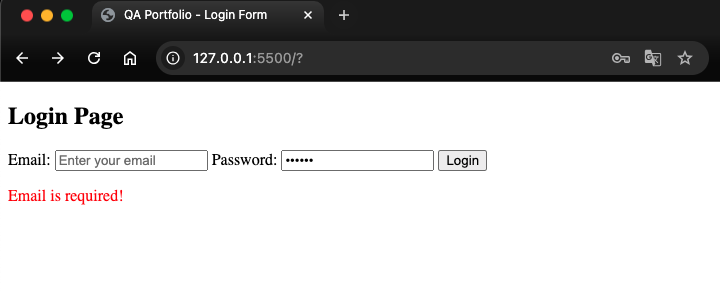 QA Portfolio - Login Form
127.0.0.1:5500/?
Login Page
Email: Enter your email Password: •••••• Login
Email is required!